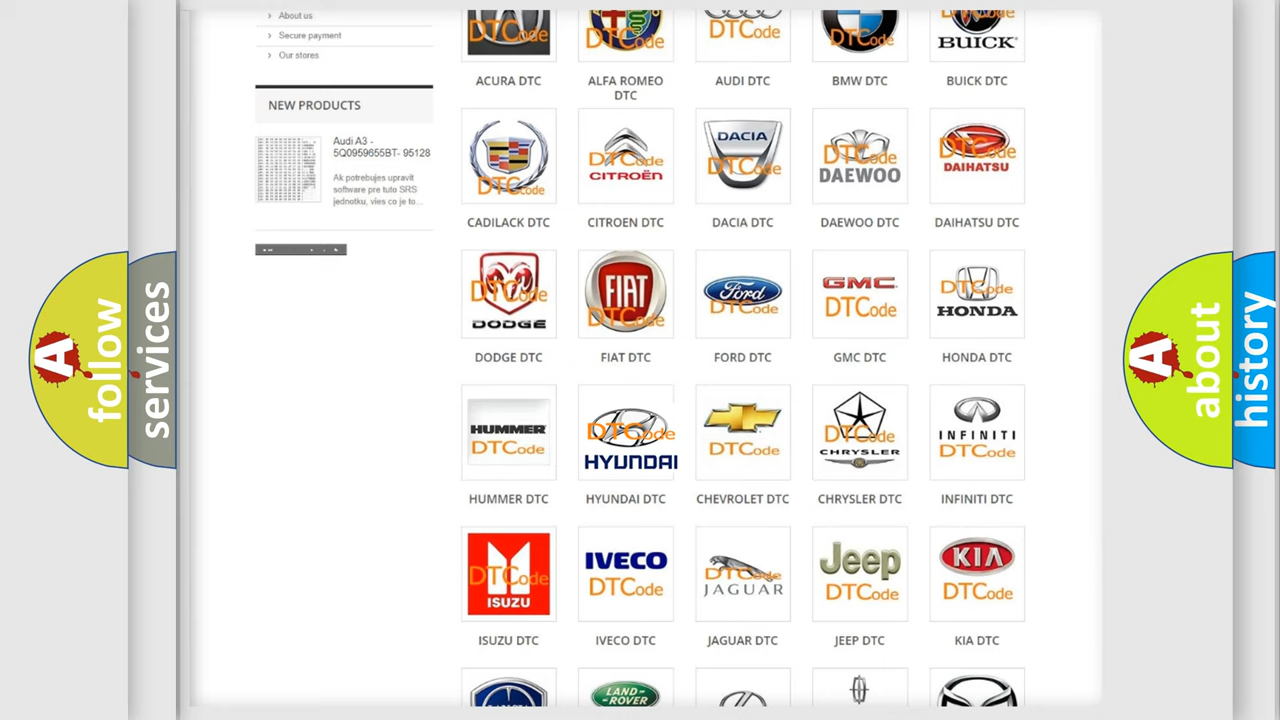 About us
Secure payment
Our stores
NEW PRODUCTS
Audi A3 -
5Q0959655BT- 95128
Ak potrebujes upravit
software pre tuto SRS
jednotku, vies co je to...
DTCode
DTCode
DTCode
DTCode
BUICK
ACURA DTC
ALFA ROMEO
DTC
AUDI DTC
BMW DTC
BUICK DTC
DTCode
DTCode
CITROËN
DACIA
DTCode
DTCode
DAEWOO
DTCode
DAIHATSU
CADILACK DTC
CITROEN DTC
DACIA DTC
DAEWOO DTC
DAIHATSU DTC
DTCode
DODGE
FIAT
DTCode
Ford
DTCode
GMC
DTCode
DTCode
HONDA
DODGE DTC
FIAT DTC
FORD DTC
GMC DTC
HONDA DTC
HUMMER
DTCode
DTCode
HYUNDAI
DTCode
DTCode
CHRYSLER
INFINITI
DTCode
HUMMER DTC
HYUNDAI DTC
CHEVROLET DTC
CHRYSLER DTC
INFINITI DTC
DTCode
ISUZU
IVECO
DTCode
DTCode
JAGUAR
Jeep
DTCode
KIA
DTCode
ISUZU DTC
IVECO DTC
JAGUAR DTC
JEEP DTC
KIA DTC
LAND-
ROVER
A
follow
services
A
about
history